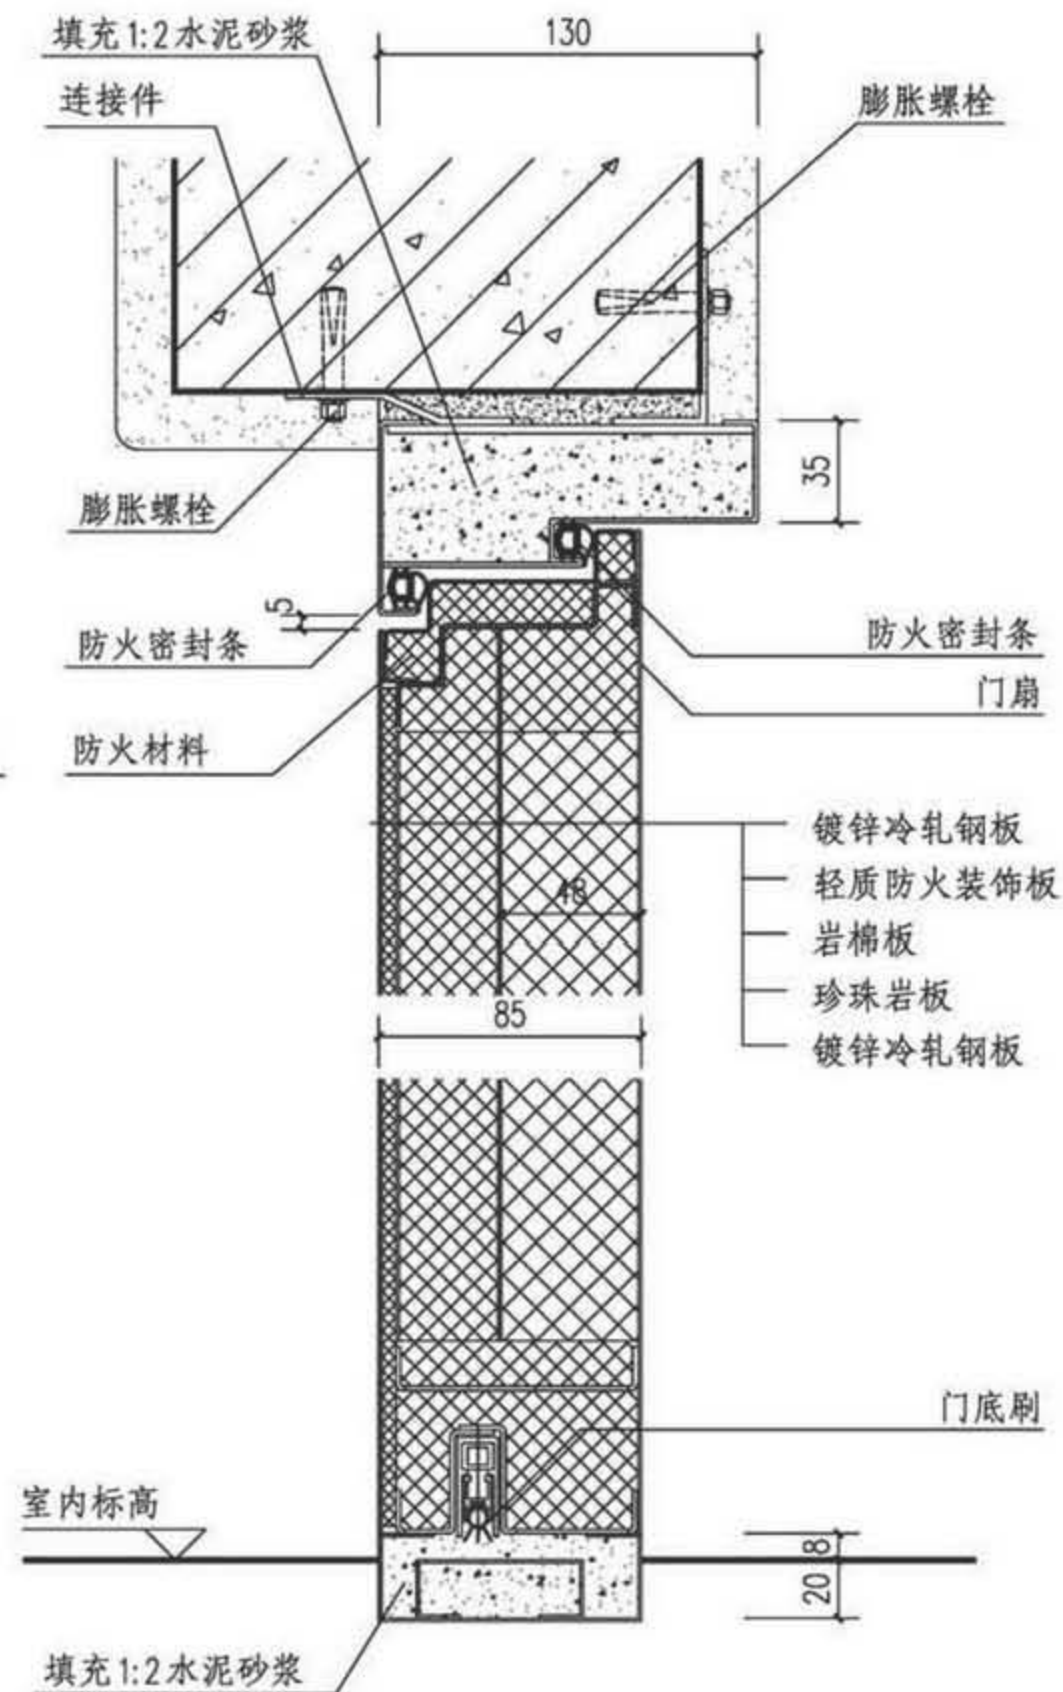 填充1:2水泥砂浆
130
连接件
膨胀螺栓
35
膨胀螺栓
5
防火密封条
防火密封条
门扇
防火材料
镀锌冷轧钢板
轻质防火装饰板
48
岩棉板
珍珠岩板
85
镀锌冷轧钢板
门底刷
室内标高
8
20
填充1:2水泥砂浆